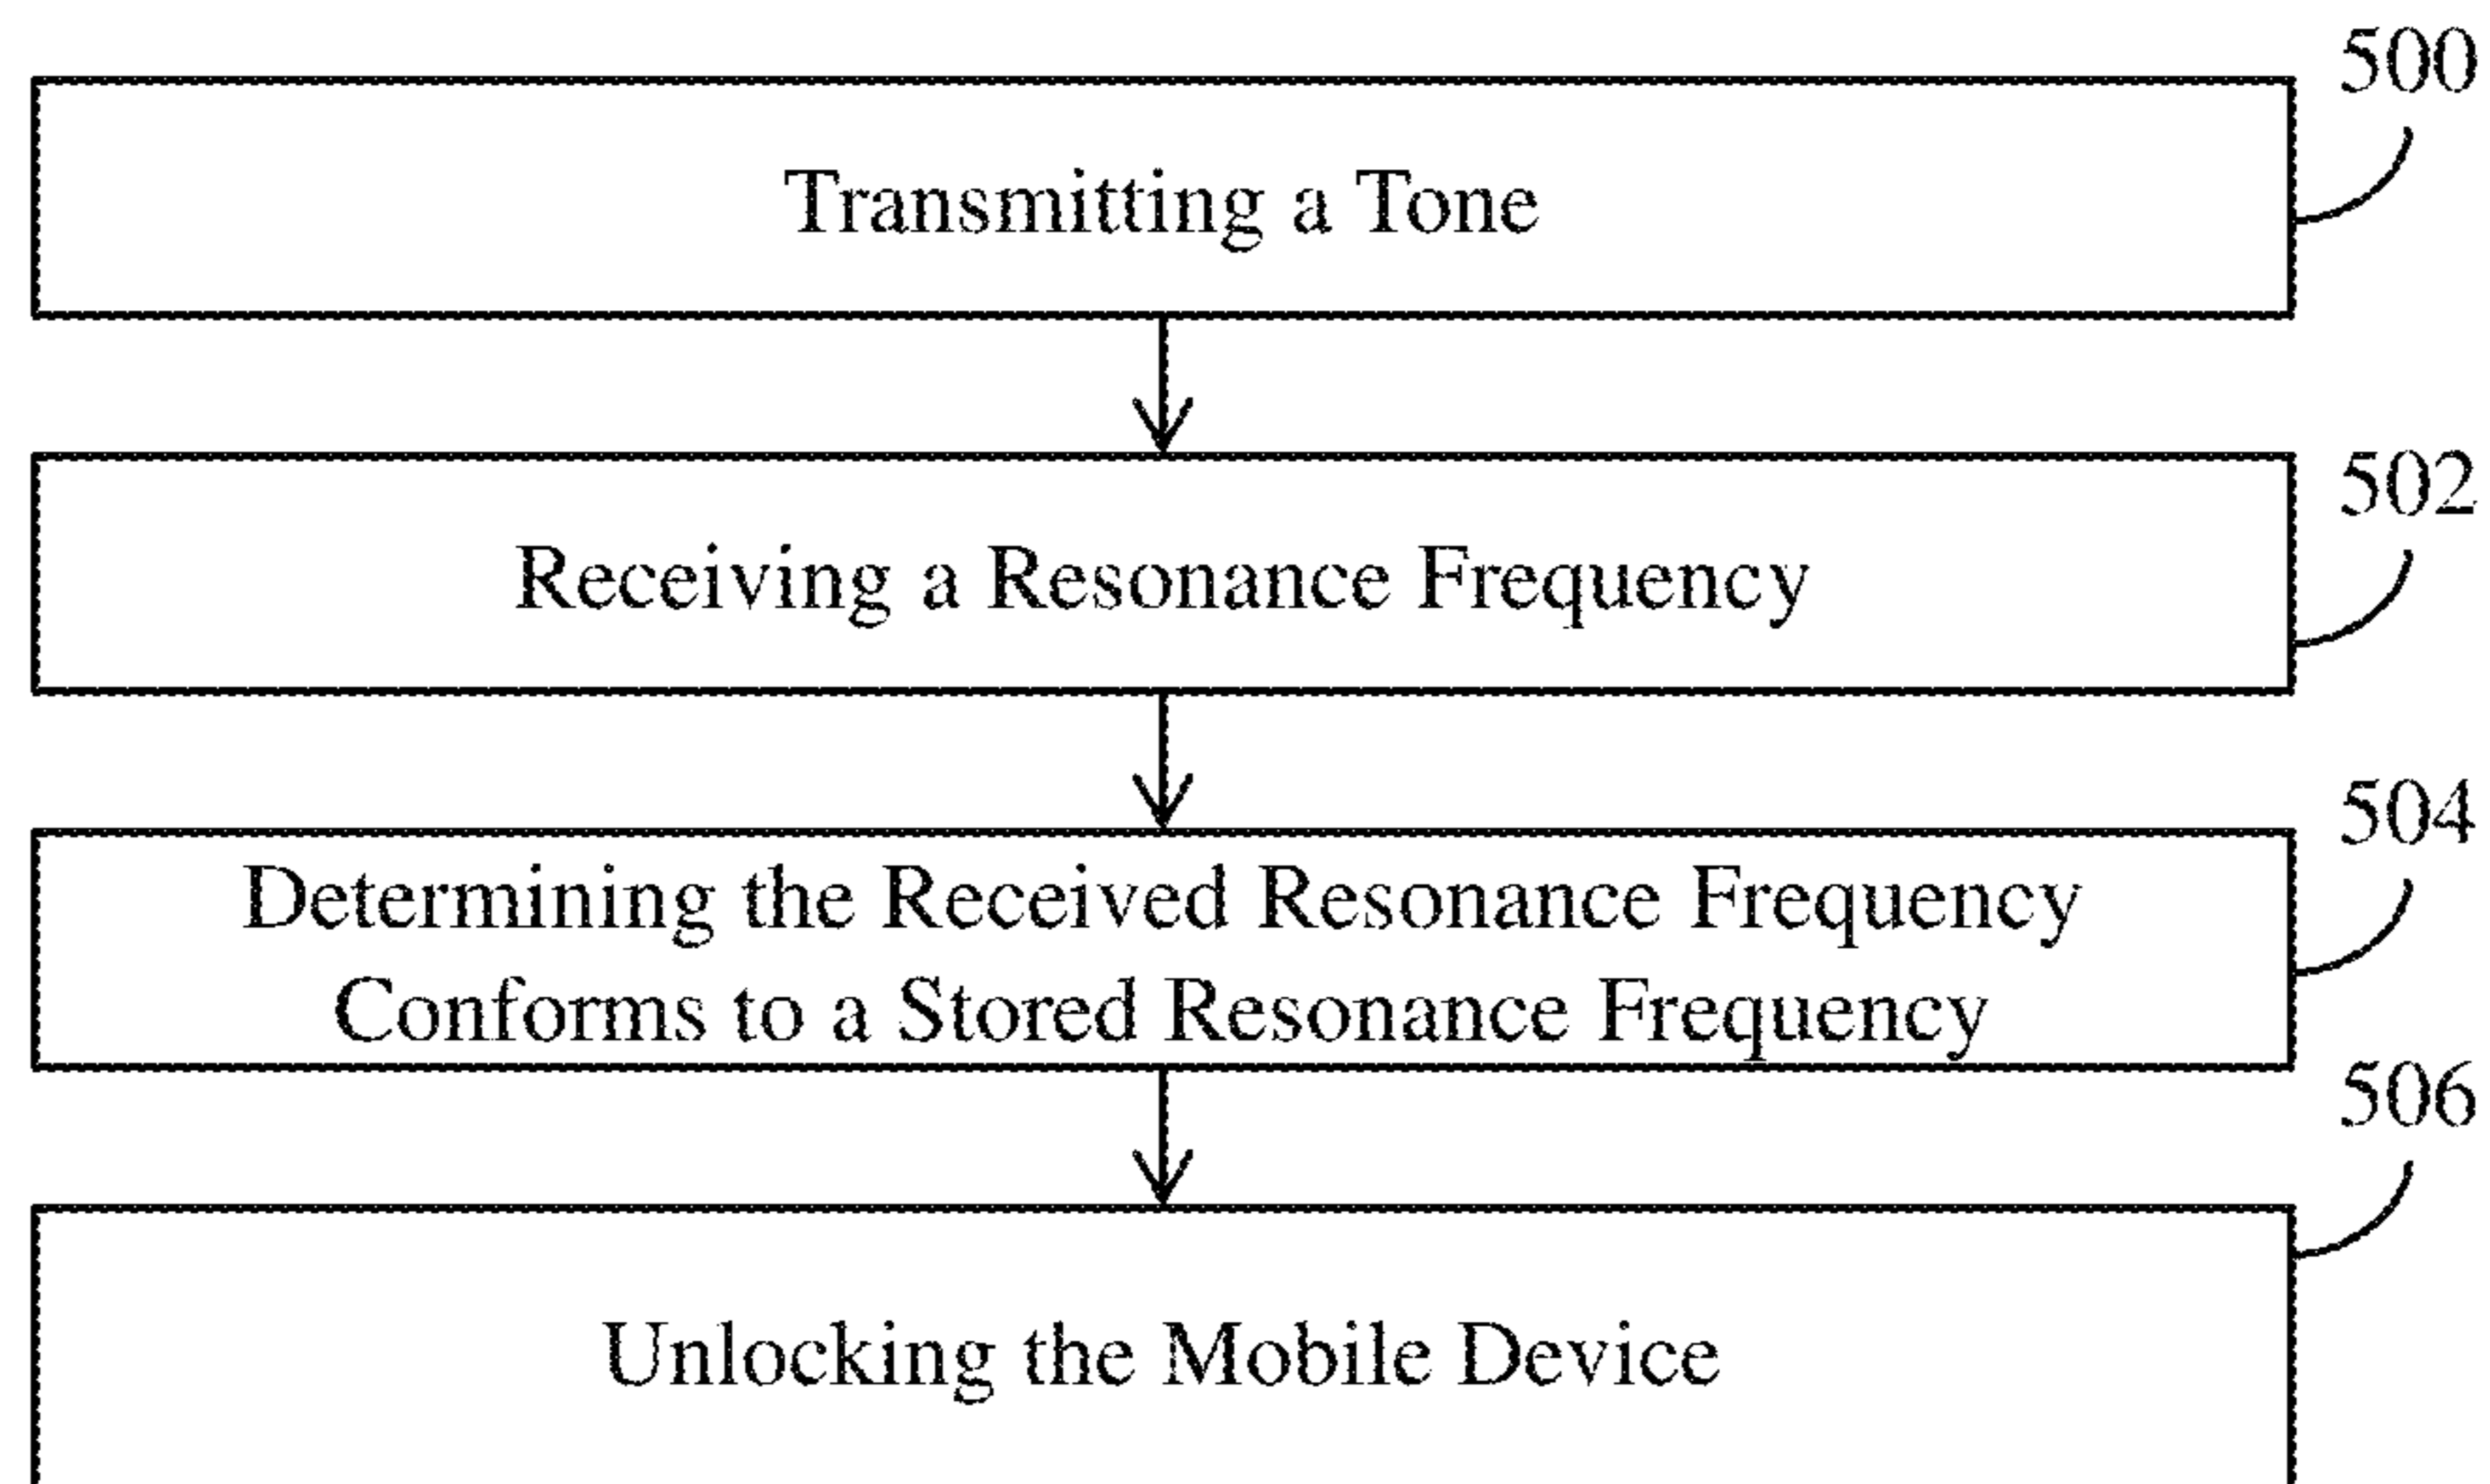 500
Transmitting a Tone
502
Receiving a Resonance Frequency
504
Determining the Received Resonance Frequency
Conforms to a Stored Resonance Frequency
506
Unlocking the Mobile Device